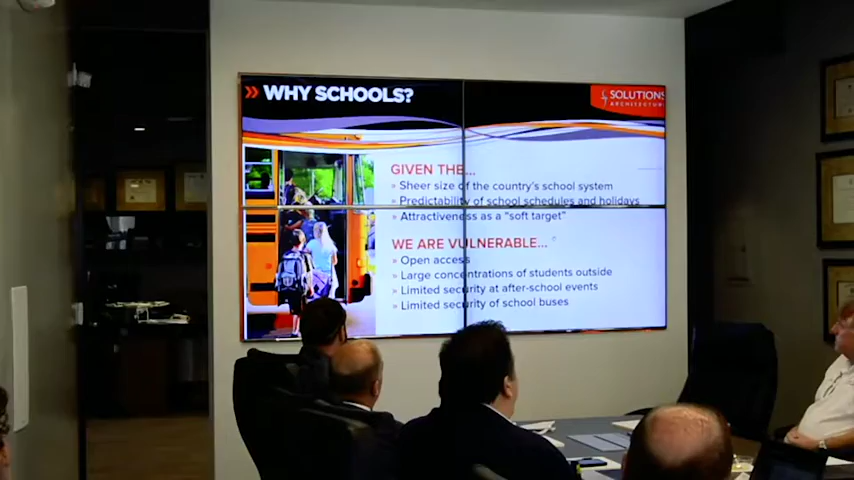 » WHY SCHOOLS?
SOLUTIONS
ARCHITECTURE
GIVEN THE...
» Sheer size of the country's school system
» Predictability of school schedules and holidays
» Attractiveness as a "soft target"
WE ARE VULNERABLE...
» Open access
» Large concentrations of students outside
» Limited security at after-school events
» Limited security of school buses